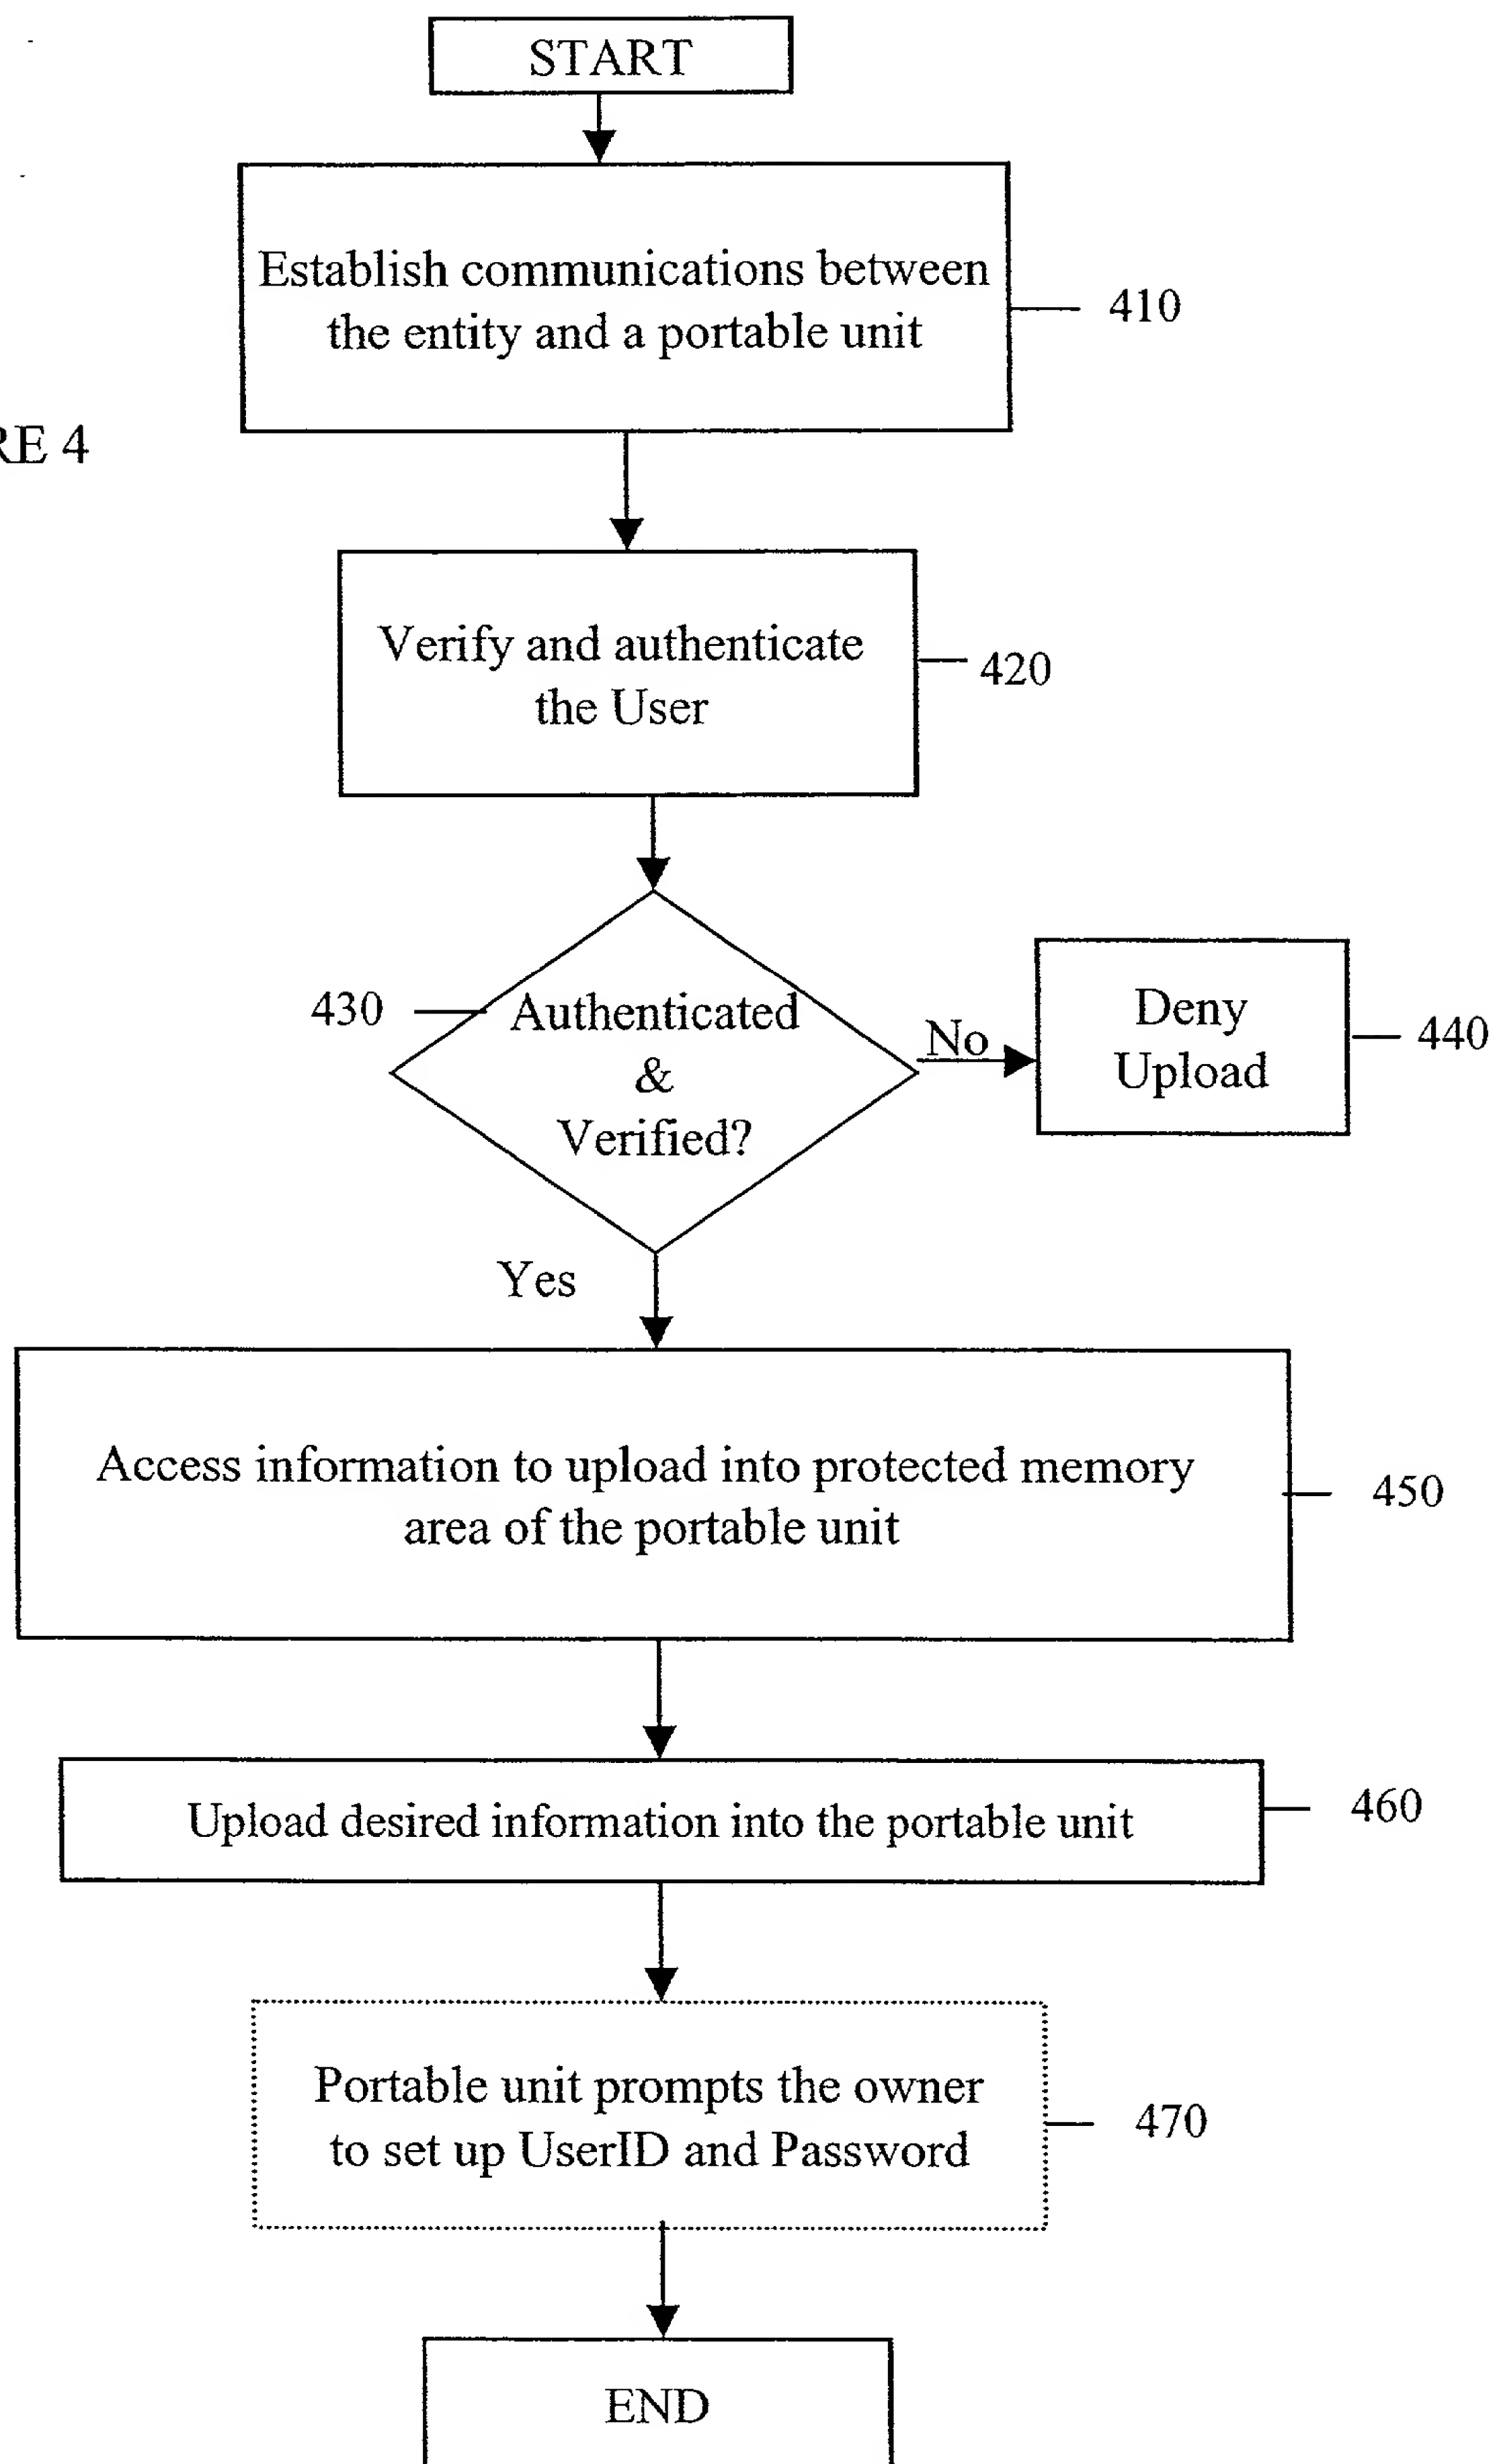 START
Establish communications between
the entity and a portable unit
410
RE 4
Verify and authenticate
the User
420
430
Authenticated
&
Verified?
No
Deny
Upload
440
Yes
Access information to upload into protected memory
area of the portable unit
450
Upload desired information into the portable unit
460
Portable unit prompts the owner
to set up UserID and Password
470
END